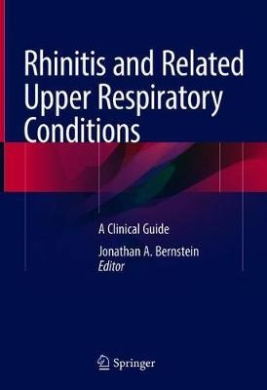 Rhinitis and Related
Upper Respiratory
Conditions
A Clinical Guide
Jonathan A. Bernstein
Editor
Springer